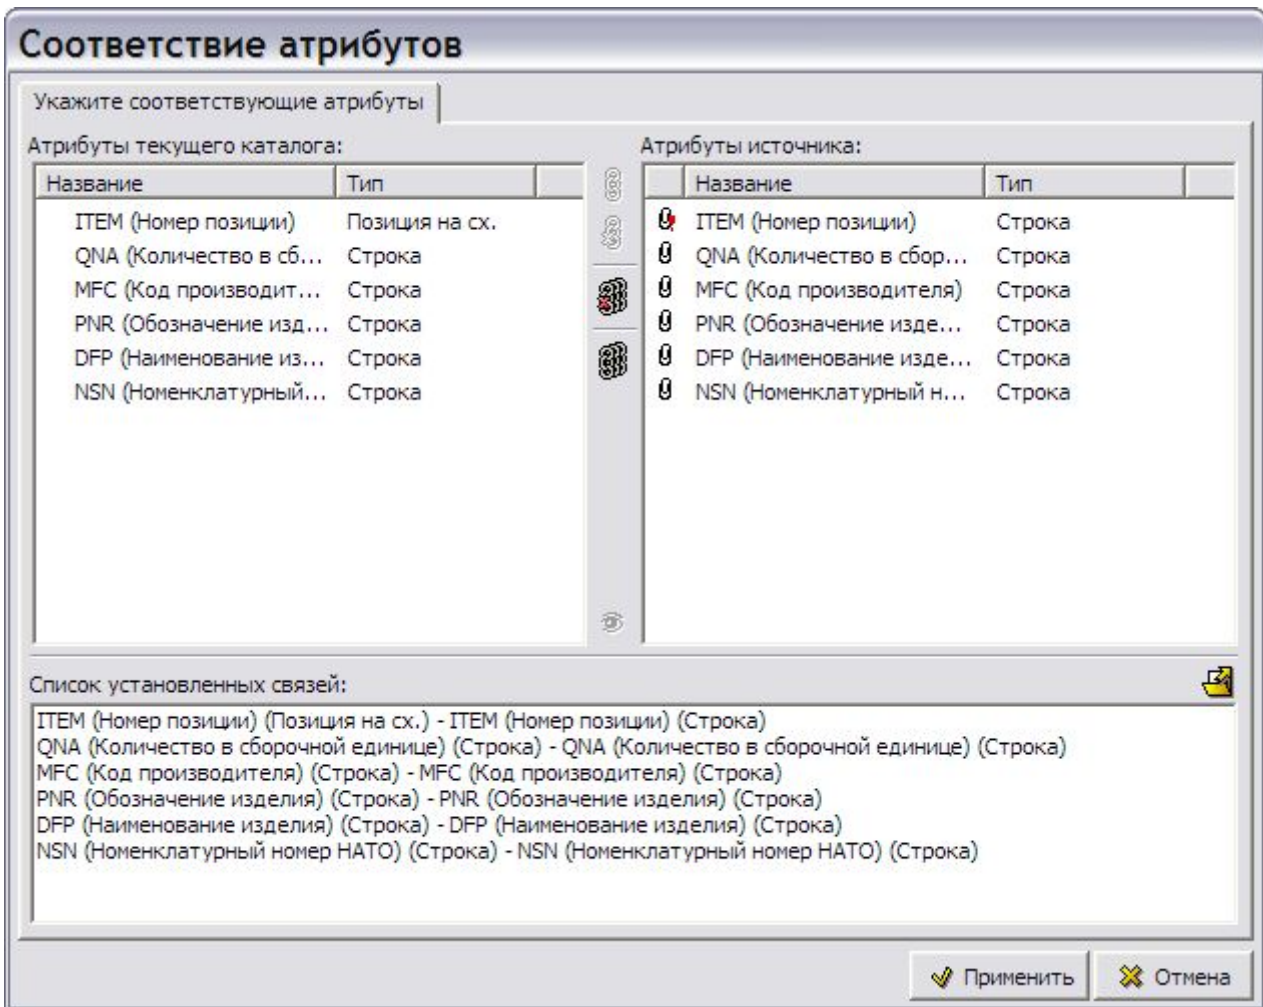 Соответствие атрибутов
Укажите соответствующие атрибуты
Атрибуты текущего каталога:
Название Тип
ITEM (Номер позиции) Позиция на сх.
QNA (Количество в сб... Строка
MFC (Код производит... Строка
PNR (Обозначение изд... Строка
DFP (Наименование из... Строка
NSN (Номенклатурный... Строка
Атрибуты источника:
Название Тип
ITEM (Номер позиции) Строка
QNA (Количество в сбор... Строка
MFC (Код производителя) Строка
PNR (Обозначение изде... Строка
DFP (Наименование изде... Строка
NSN (Номенклатурный н... Строка
Список установленных связей:
ITEM (Номер позиции) (Позиция на сх.) - ITEM (Номер позиции) (Строка)
QNA (Количество в сборочной единице) (Строка) - QNA (Количество в сборочной единице) (Строка)
MFC (Код производителя) (Строка) - MFC (Код производителя) (Строка)
PNR (Обозначение изделия) (Строка) - PNR (Обозначение изделия) (Строка)
DFP (Наименование изделия) (Строка) - DFP (Наименование изделия) (Строка)
NSN (Номенклатурный номер НАТО) (Строка) - NSN (Номенклатурный номер НАТО) (Строка)
Применить Отмена